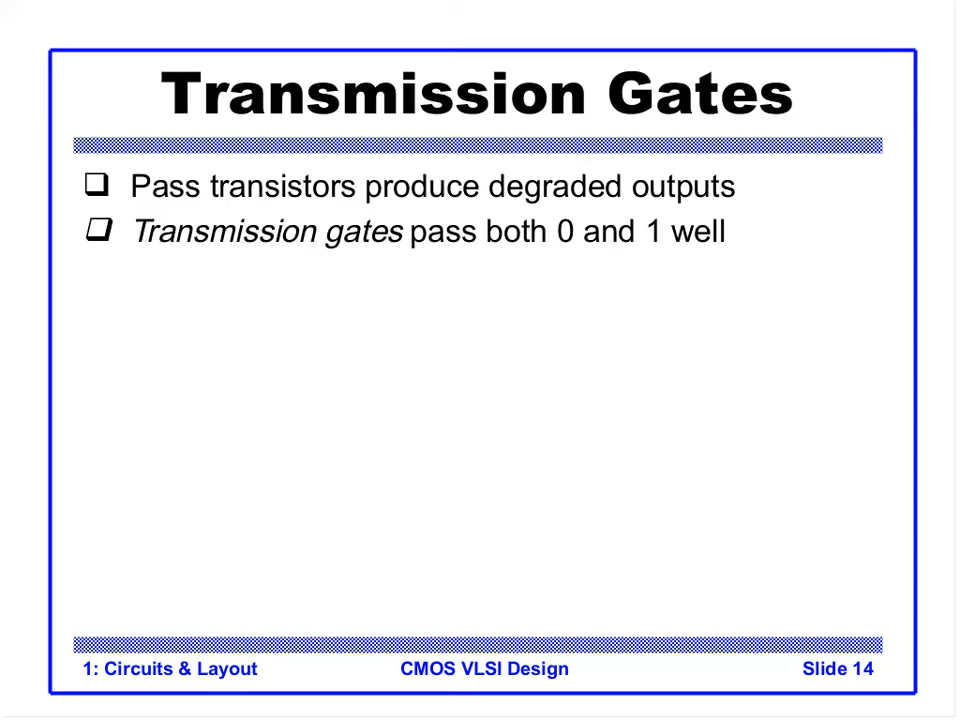 Transmission Gates
Pass transistors produce degraded outputs
Transmission gates pass both 0 and 1 well
1: Circuits & Layout
CMOS VLSI Design
Slide 14